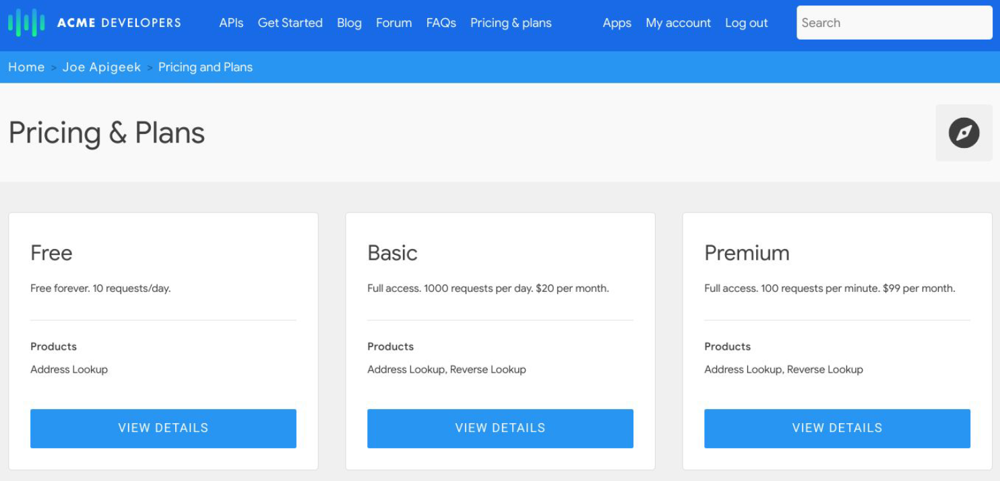 ACME DEVELOPERS APIs Get Started Blog Forum FAQs Pricing & plans Apps My account Log out Search
Home > Joe Apigeek > Pricing and Plans
Pricing & Plans
Free
Free forever. 10 requests/day.
Products
Address Lookup
VIEW DETAILS
Basic
Full access. 1000 requests per day. $20 per month.
Products
Address Lookup, Reverse Lookup
VIEW DETAILS
Premium
Full access. 100 requests per minute. $99 per month.
Products
Address Lookup, Reverse Lookup
VIEW DETAILS